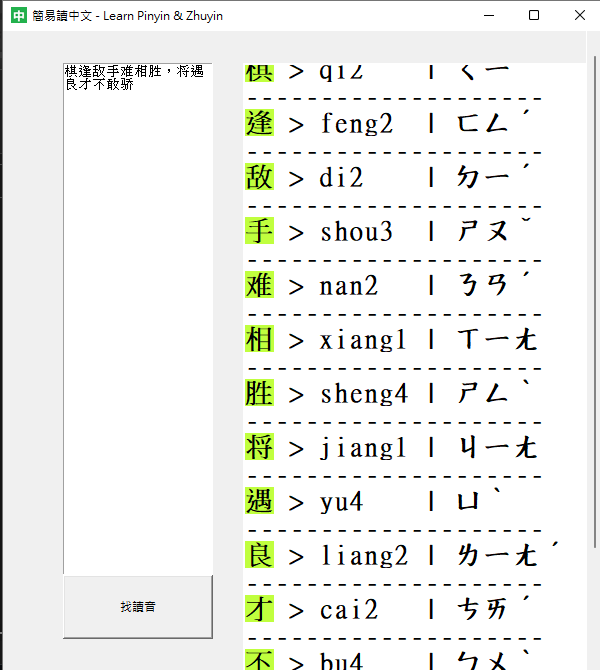 簡易讀中文 - Learn Pinyin & Zhuyin
棋逢敌手难相胜，将遇
良才不敢骄
找讀音
棋 > qi2 | ㄑㄧ
--------------------
逢 > feng2 | ㄈㄥˊ
--------------------
敌 > di2 | ㄉㄧˊ
--------------------
手 > shou3 | ㄕㄡˇ
--------------------
难 > nan2 | ㄋㄢˊ
--------------------
相 > xiang1 | ㄒㄧㄤ
--------------------
胜 > sheng4 | ㄕㄥˋ
--------------------
将 > jiang1 | ㄐㄧㄤ
--------------------
遇 > yu4 | ㄩˋ
--------------------
良 > liang2 | ㄌㄧㄤˊ
--------------------
才 > cai2 | ㄘㄞˊ
--------------------
不 > bu4 | ㄅㄨˋ